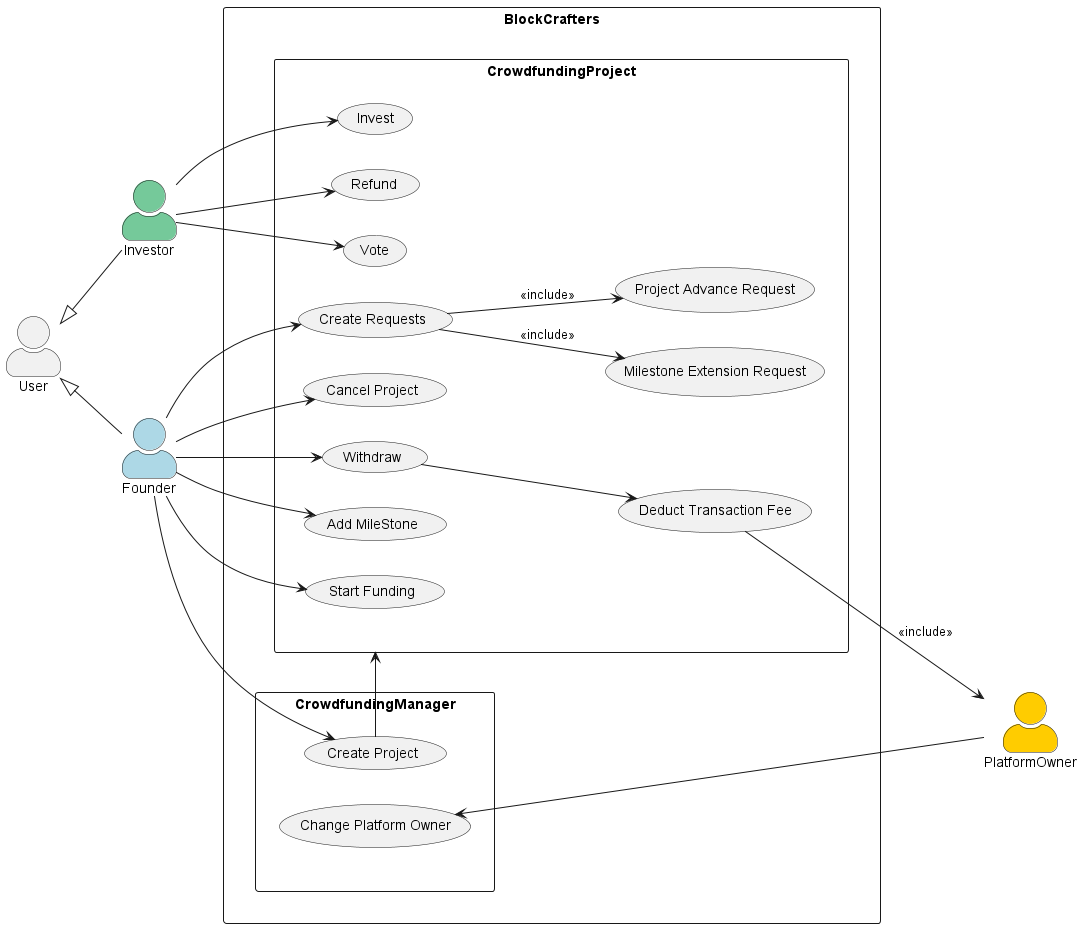 BlockCrafters
CrowdfundingProject
Invest
Refund
Vote
Investor
Create Requests
«include»
Project Advance Request
«include»
Milestone Extension Request
User
Cancel Project
Withdraw
Founder
Add MileStone
Deduct Transaction Fee
Start Funding
«include»
CrowdfundingManager
Create Project
PlatformOwner
Change Platform Owner